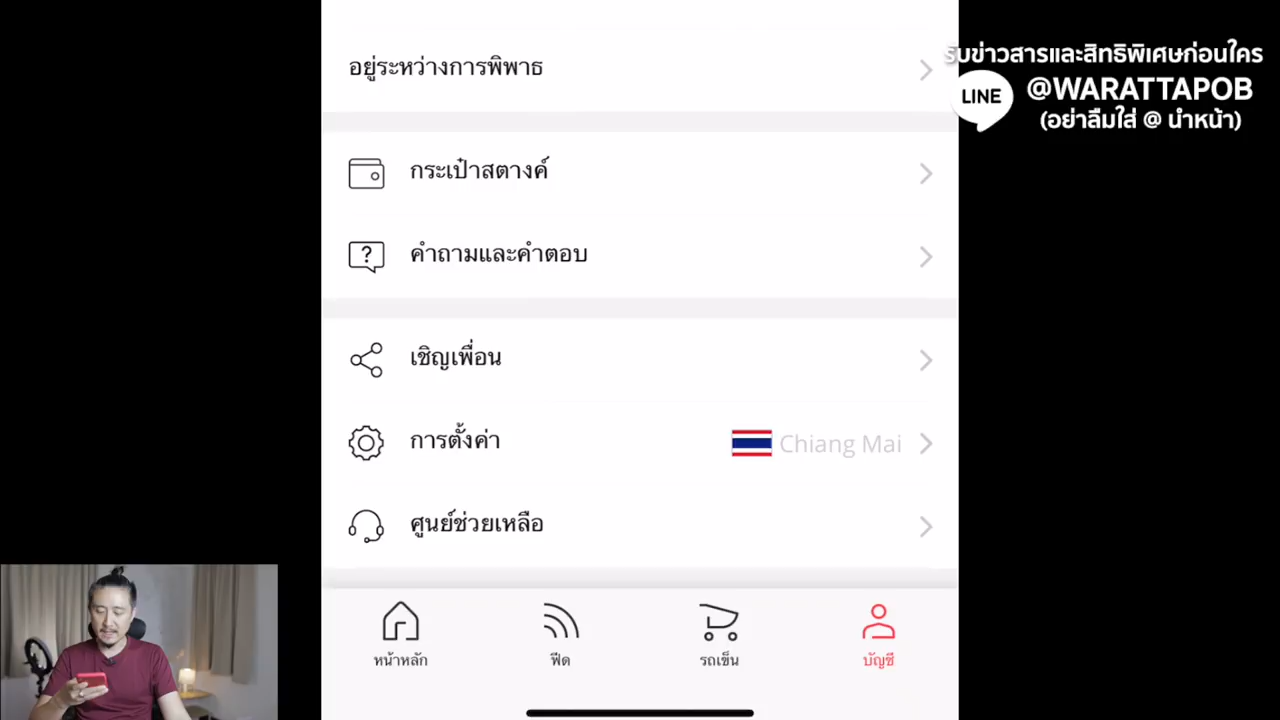 อยู่ระหว่างการพิพาธ
รับข่าวสารและสิทธิพิเศษก่อนใคร
LINE
@WARATTAPOB
(อย่าลืมใส่ @ นำหน้า)
กระเป๋าสตางค์
?
คำถามและคำตอบ
เชิญเพื่อน
การตั้งค่า
Chiang Mai
ศูนย์ช่วยเหลือ
หน้าหลัก
ฟีด
รถเข็น
บัญชี